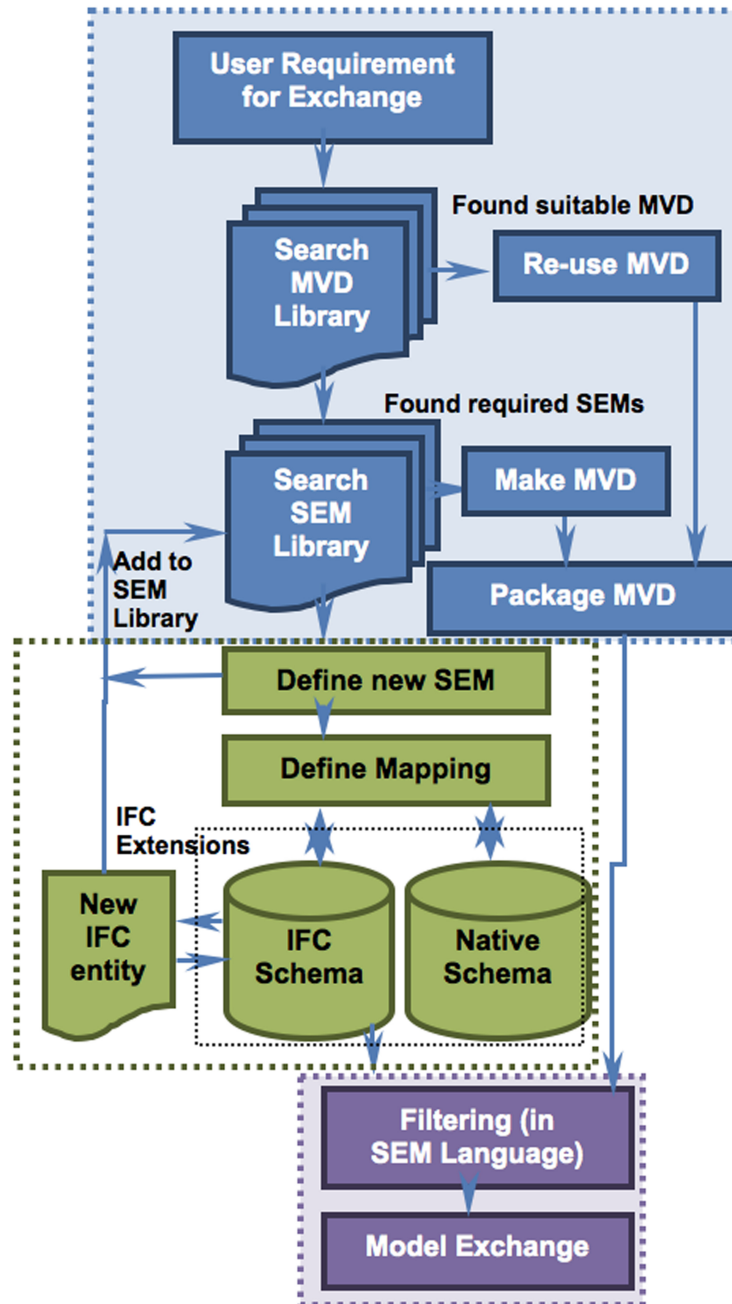 User Requirement
for Exchange
Found suitable MVD
Search
MVD
Library
Re-use MVD
Found required SEMs
Search
SEM
Library
Make MVD
Add to
SEM
Library
Package MVD
Define new SEM
Define Mapping
IFC
Extensions
New
IFC
entity
IFC
Schema
Native
Schema
Filtering (in
SEM Language)
Model Exchange